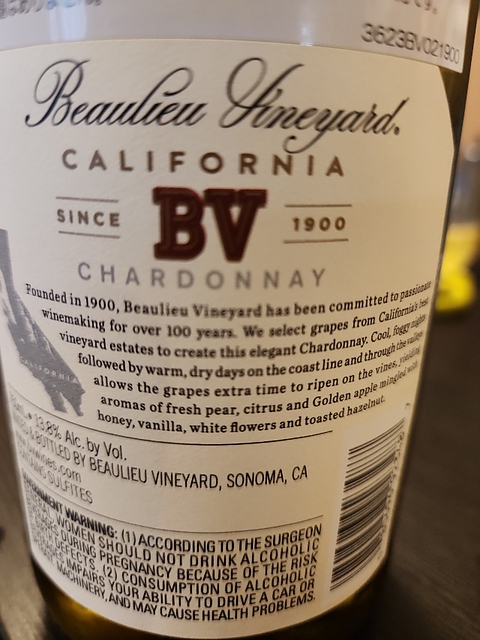 3623BV021900
Beaulieu Vineyard.
CALIFORNIA
SINCE BV 1900
CHARDONNAY
Founded in 1900, Beaulieu Vineyard has been committed to passionate
winemaking for over 100 years. We select grapes from California's best
vineyard estates to create this elegant Chardonnay. Cool, foggy nights
followed by warm, dry days on the coast line and through the valleys
allows the grapes extra time to ripen on the vines, yielding
aromas of fresh pear, citrus and Golden apple mingled with
honey, vanilla, white flowers and toasted hazelnut.
CALIFORNIA
13.8% Alc. by Vol.
& BOTTLED BY BEAULIEU VINEYARD, SONOMA, CA
SULFITES
WARNING: (1) ACCORDING TO THE SURGEON
WOMEN SHOULD NOT DRINK ALCOHOLIC
DURING PREGNANCY BECAUSE OF THE RISK
DEFECTS. (2) CONSUMPTION OF ALCOHOLIC
IMPAIRS YOUR ABILITY TO DRIVE A CAR OR
MACHINERY, AND MAY CAUSE HEALTH PROBLEMS.